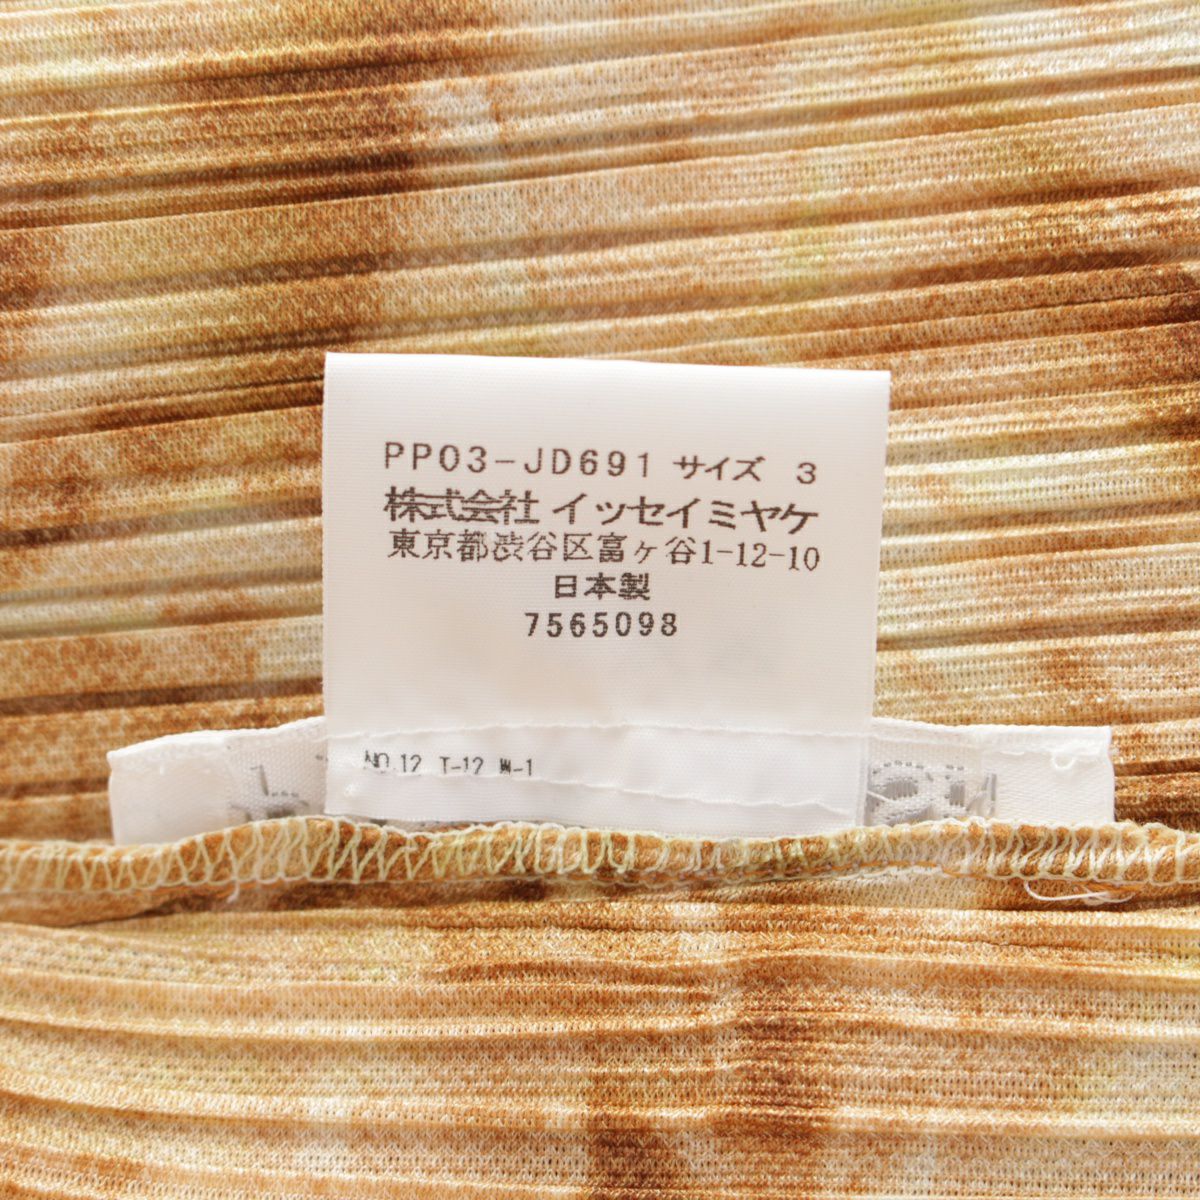 PP03-JD691 サイズ 3
株式会社 イッセイミヤケ
東京都渋谷区富ヶ谷1-12-10
日本製
7565098
NO.12 T-12 W-1